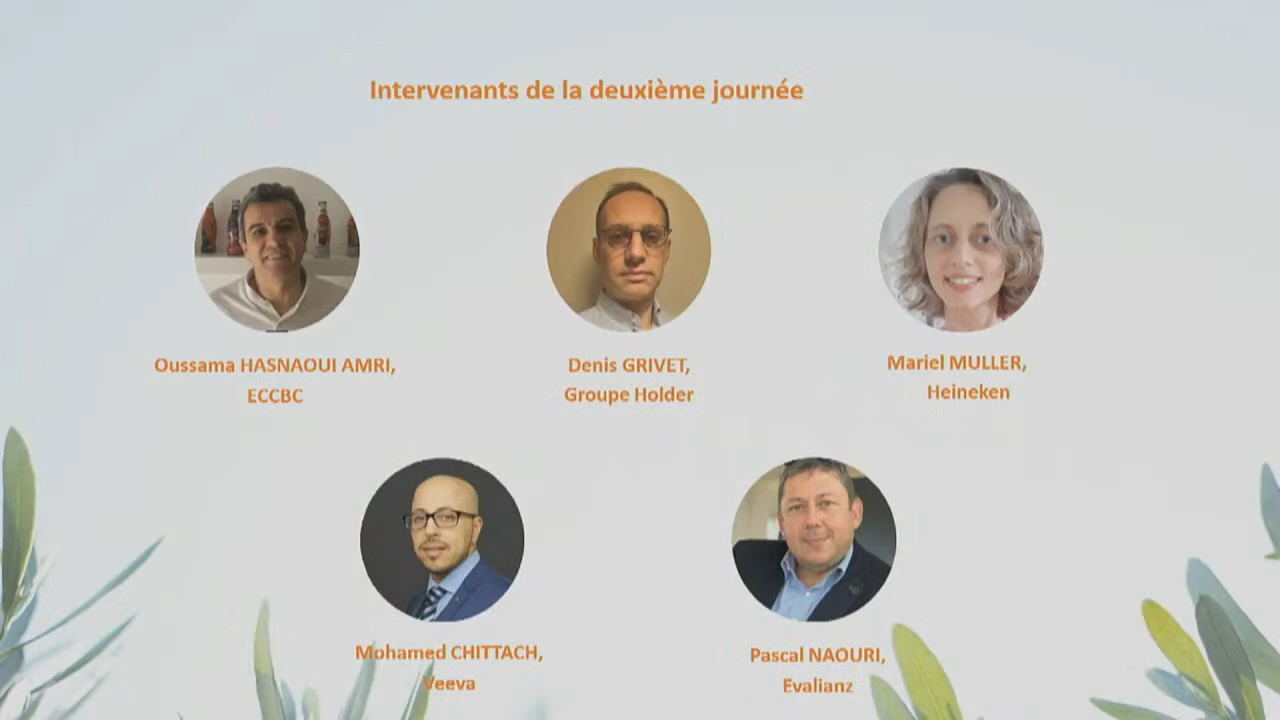 Intervenants de la deuxième journée
Oussama HASNAOUI AMRI,
ECCBC
Denis GRIVET,
Groupe Holder
Mariel MULLER,
Heineken
Mohamed CHITTACH,
Veeva
Pascal NAOURI,
Evalianz